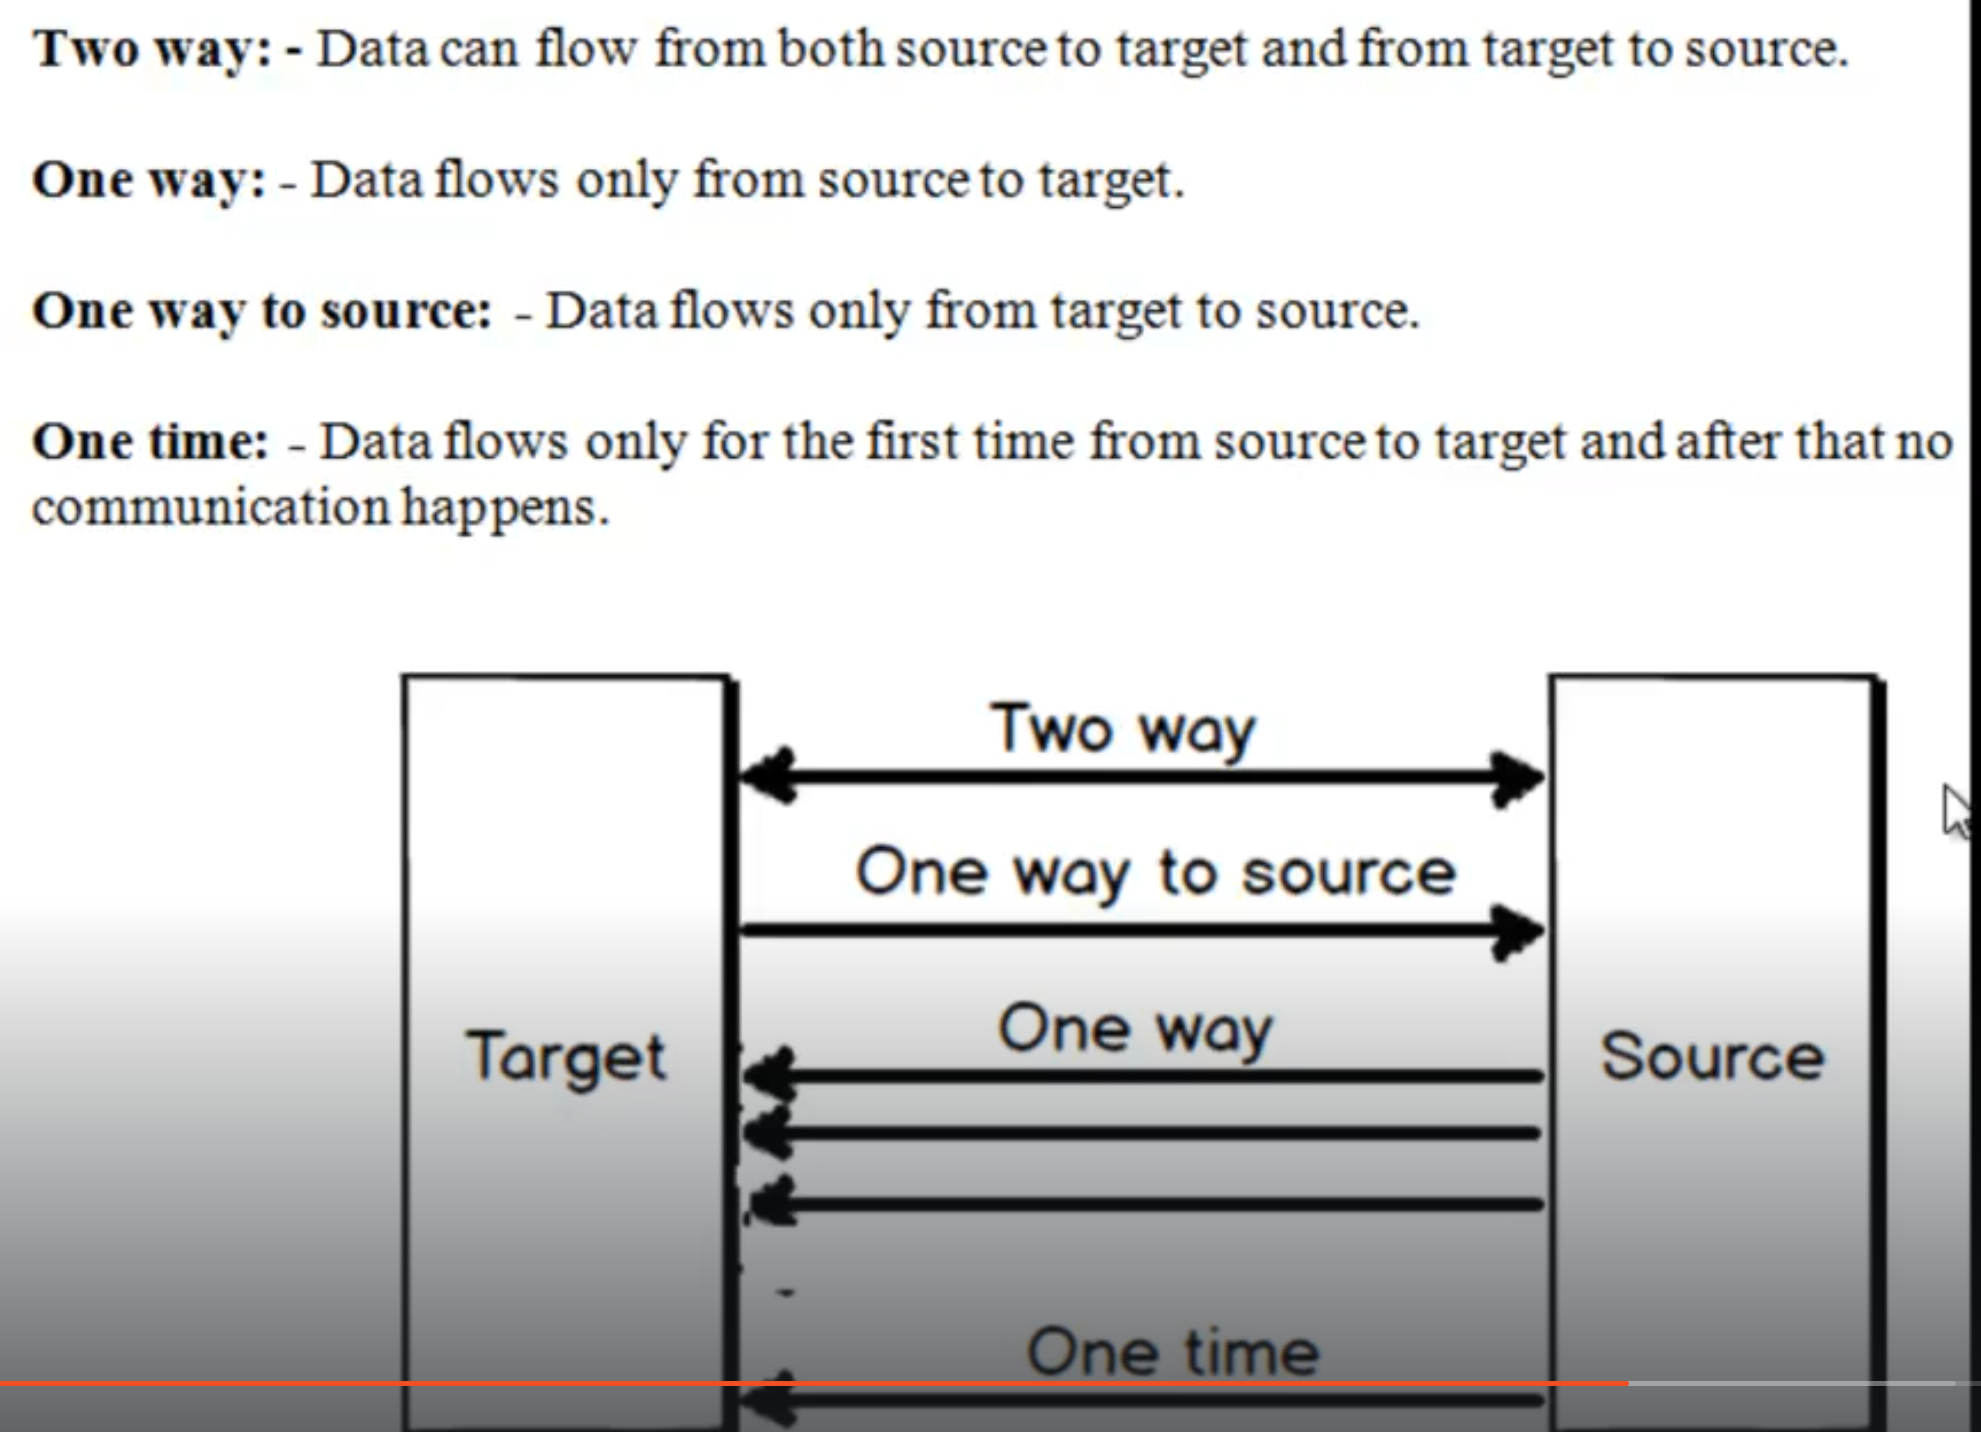 Two way: - Data can flow from both source to target and from target to source.
One way: - Data flows only from source to target.
One way to source: - Data flows only from target to source.
One time: - Data flows only for the first time from source to target and after that no
communication happens.
Two way
One way to source
One way
Target
Source
One time